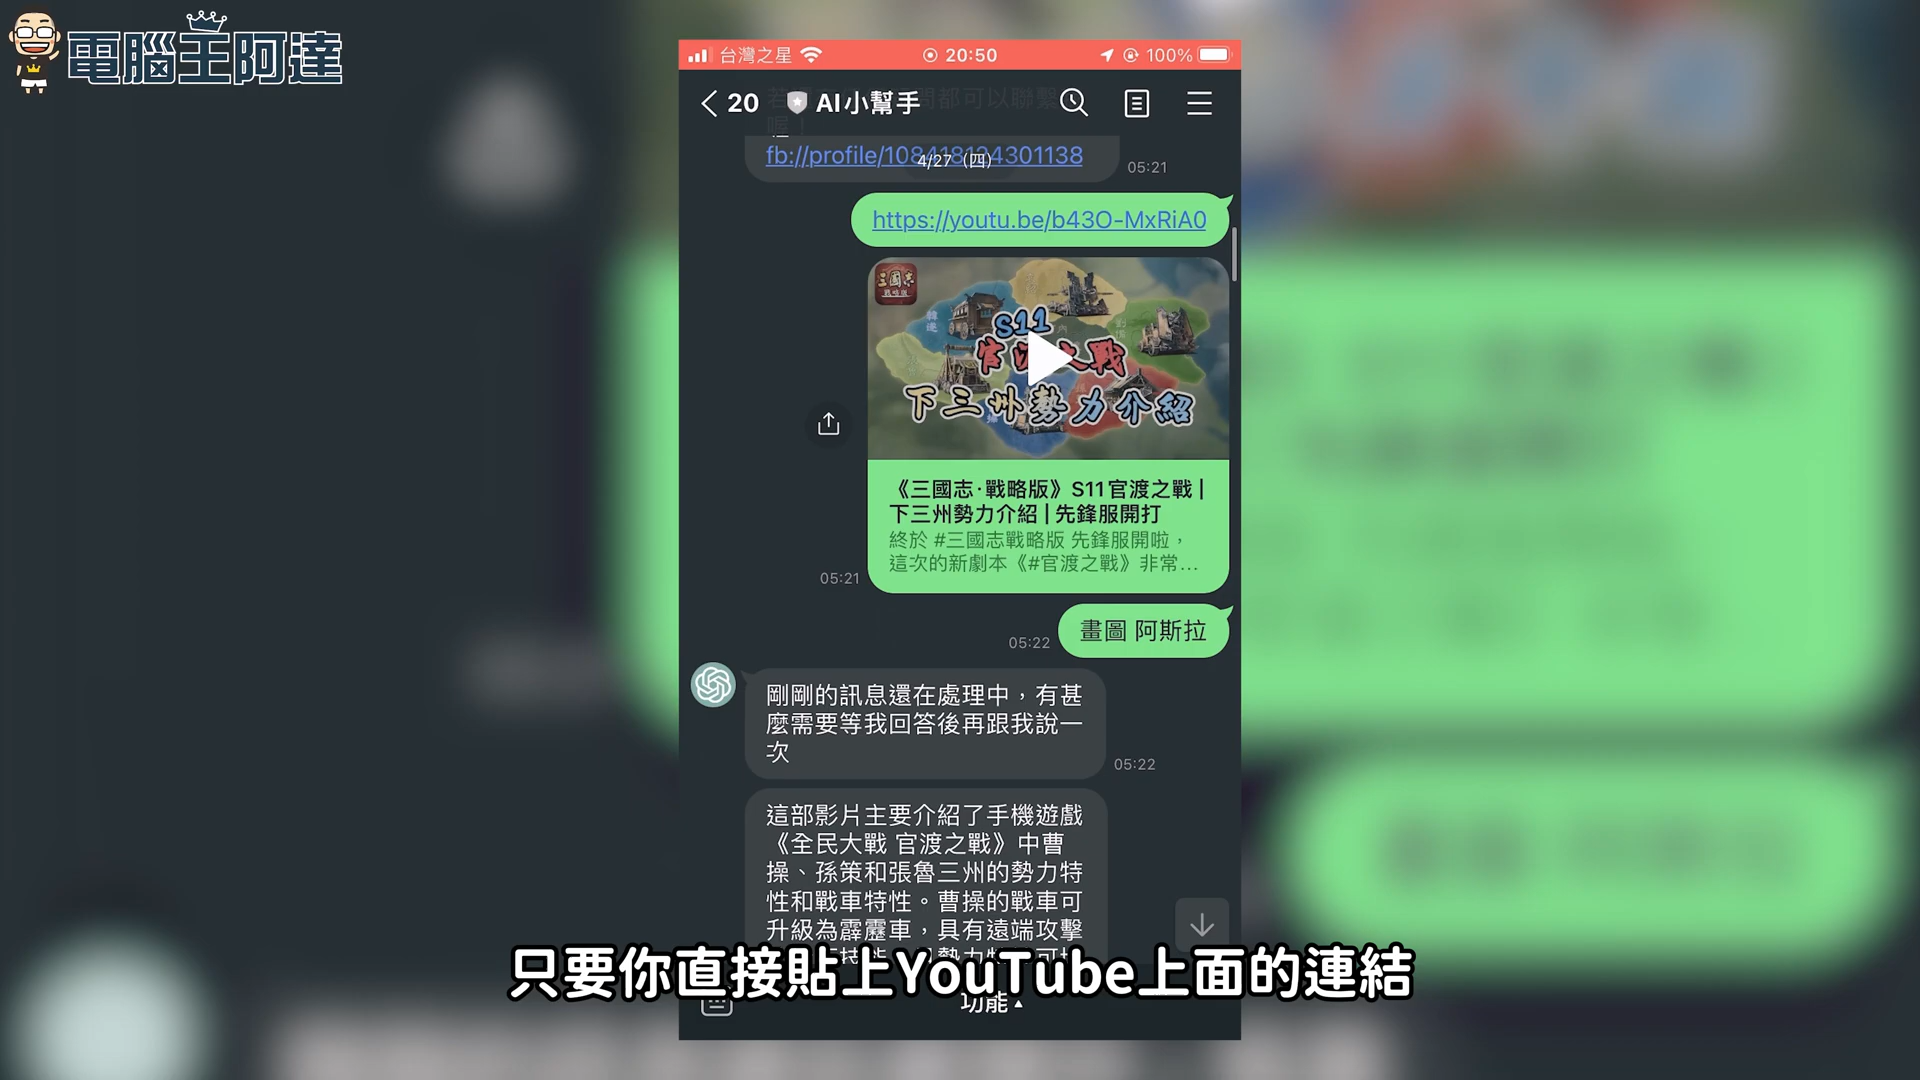 電腦王阿達
台灣之星
20:50
100%
20
AI小幫手
fb://profile/108418124301138
4/27（四）
05:21
https://youtu.be/b43O-MxRiA0
三國志
戰略版
S11
官渡之戰
下三州勢力介紹
《三國志·戰略版》S11官渡之戰 |
下三州勢力介紹 | 先鋒服開打
終於 #三國志戰略版 先鋒服開啦，
這次的新劇本《#官渡之戰》非常...
05:21
畫圖 阿斯拉
05:22
剛剛的訊息還在處理中，有甚
麼需要等我回答後再跟我說一
次
05:22
這部影片主要介紹了手機遊戲
《全民大戰 官渡之戰》中曹
操、孫策和張魯三州的勢力特
性和戰車特性。曹操的戰車可
升級為霹靂車，具有遠端攻擊
只要你直接貼上YouTube上面的連結
功能